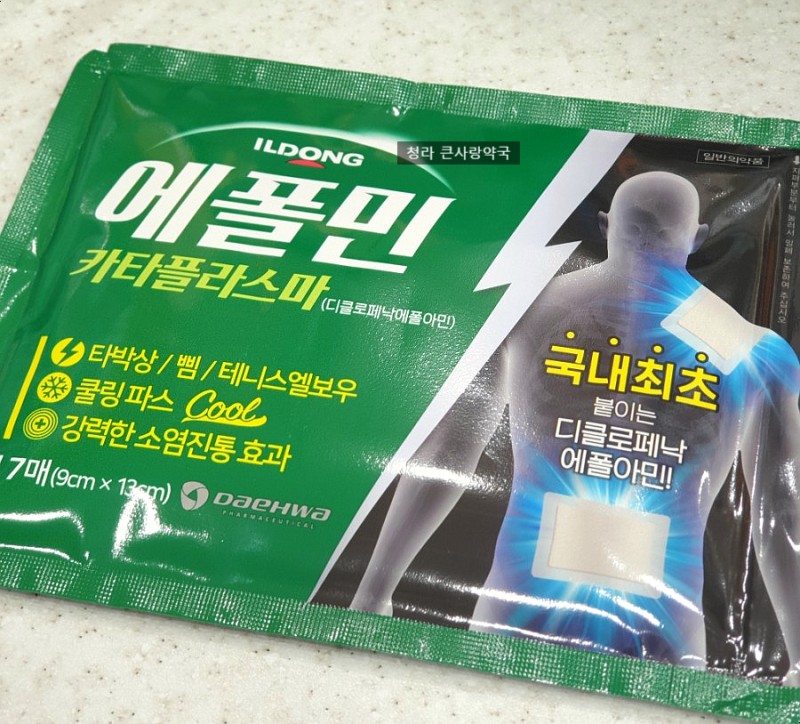 ILDONG
청라 큰사랑약국
일반의약품
에폴민
카타플라스마
(디클로페낙에폴아민)
타박상 / 삠 / 테니스엘보우
쿨링 파스 Cool
강력한 소염진통 효과
7매 (9cm × 13cm)
DAEHWA
PHARMACEUTICAL
국내최초
붙이는
디클로페낙
에폴아민!!